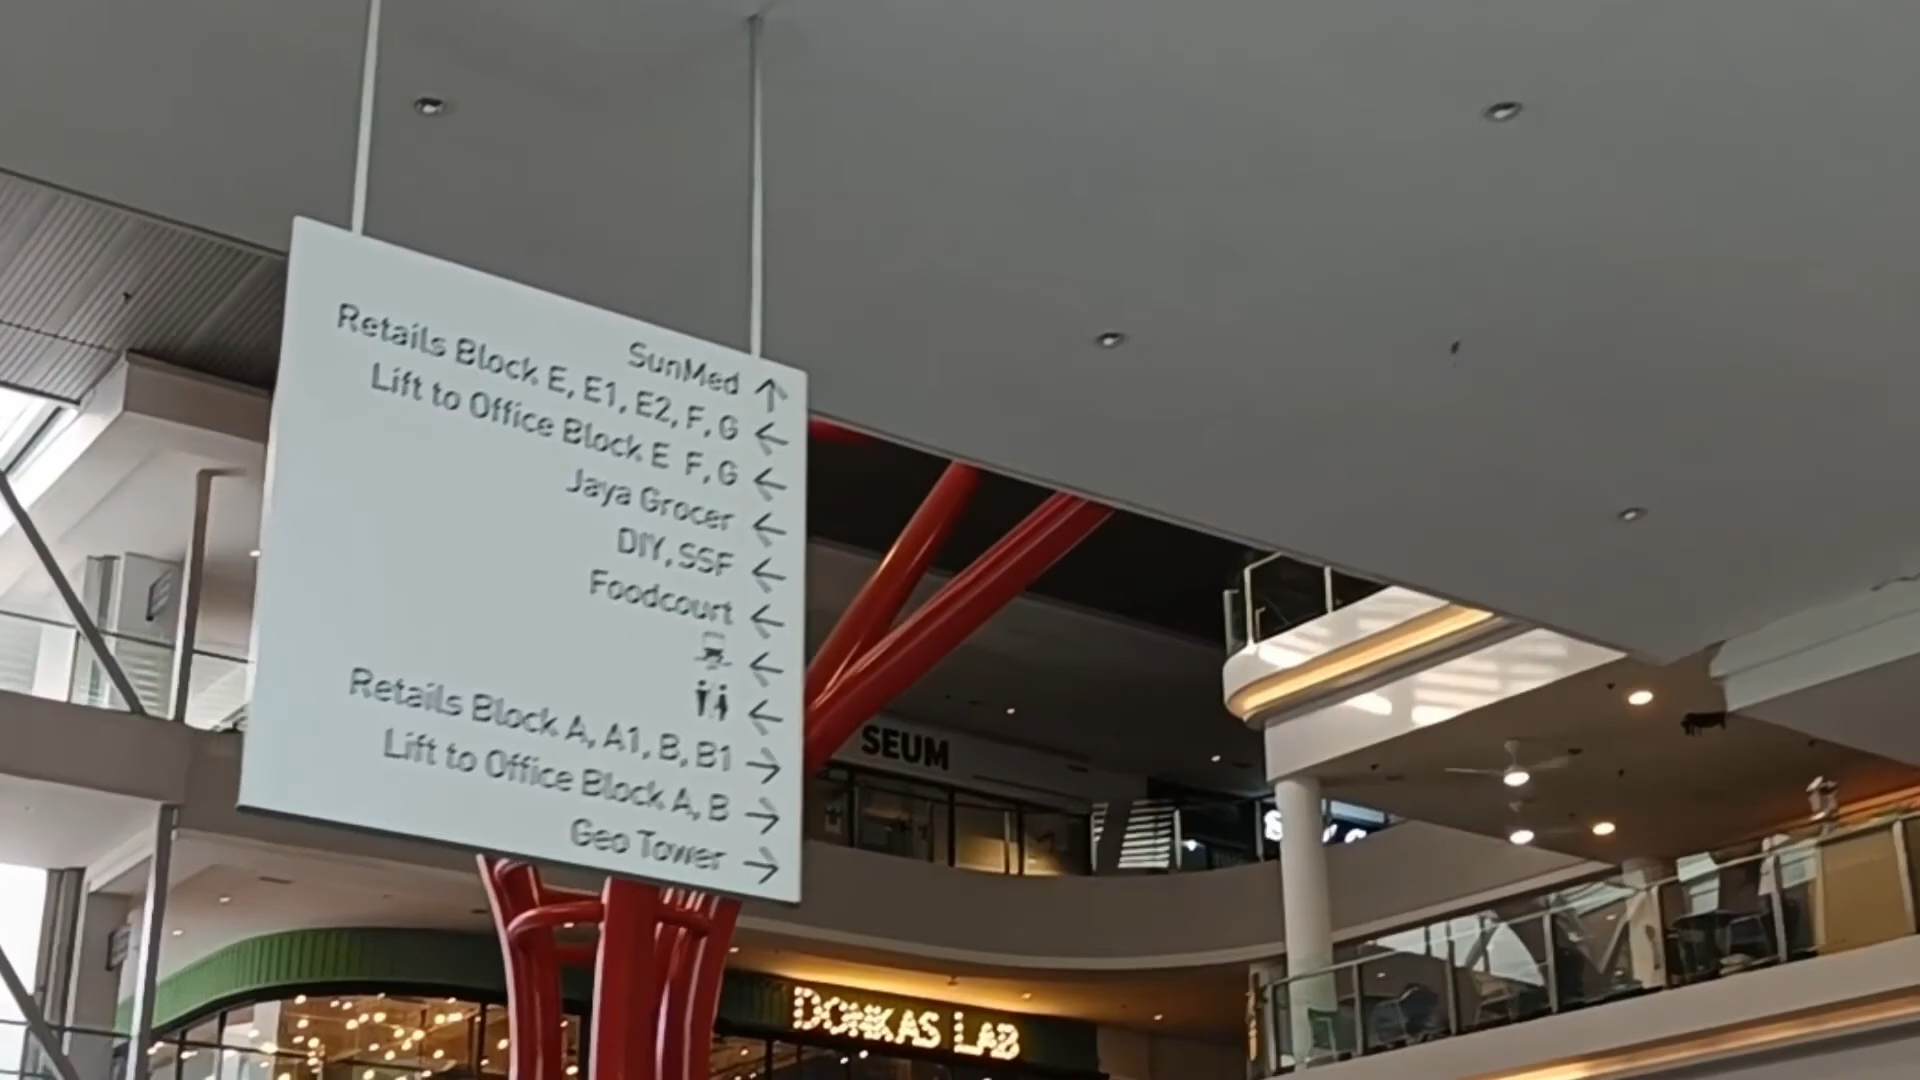 SunMed
Retails Block E, E1, E2, F, G
Lift to Office Block E F, G
Jaya Grocer
DIY, SSF
Foodcourt
Retails Block A, A1, B, B1
Lift to Office Block A, B
Geo Tower
SEUM
DONKAS LAB